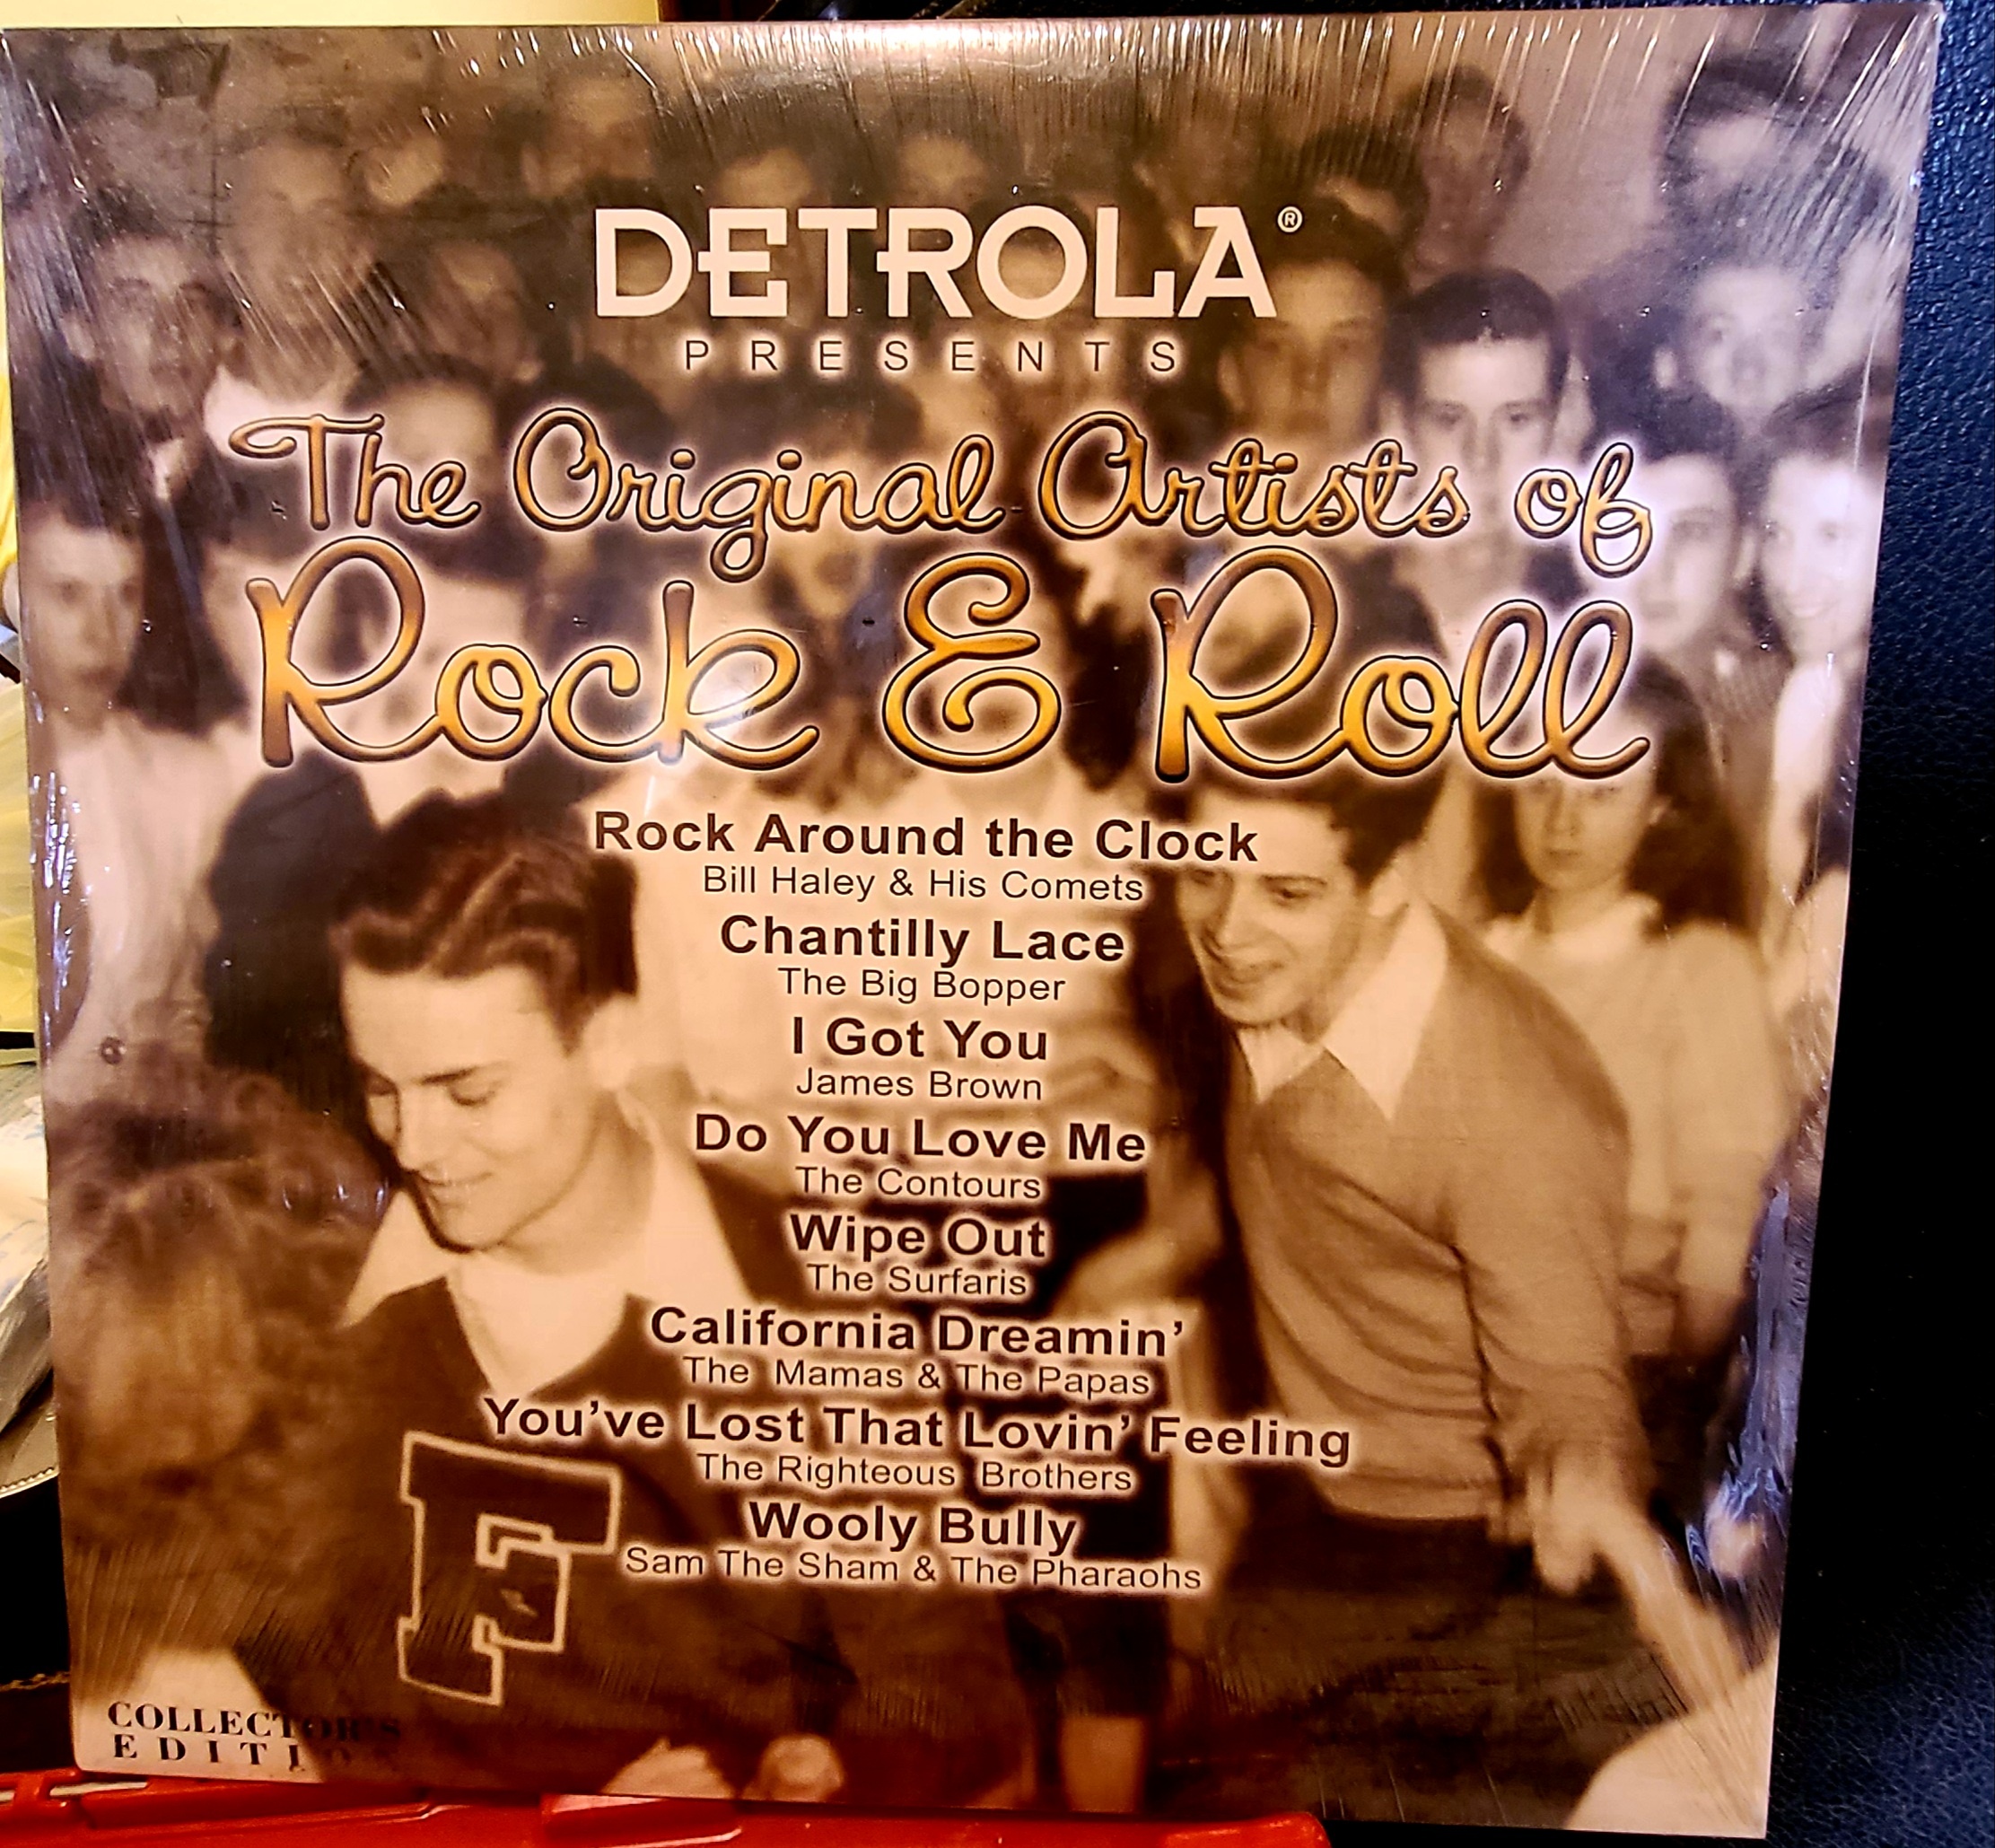 DETROLA®
PRESENTS
The Original Artists of
Rock & Roll
Rock Around the Clock
Bill Haley & His Comets
Chantilly Lace
The Big Bopper
I Got You
James Brown
Do You Love Me
The Contours
Wipe Out
The Surfaris
California Dreamin’
The Mamas & The Papas
You’ve Lost That Lovin’ Feeling
The Righteous Brothers
Wooly Bully
Sam The Sham & The Pharaohs
F
COLLECTOR'S
EDITION